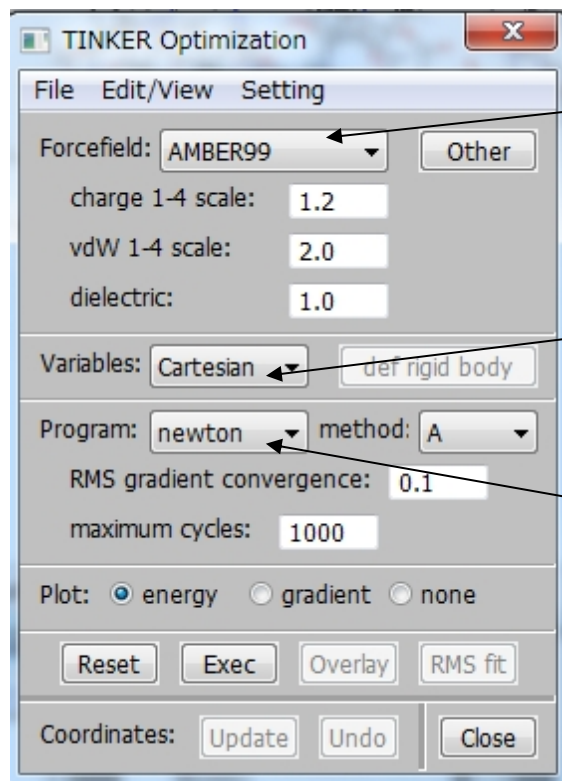 TINKER Optimization
File Edit/View Setting
Forcefield: AMBER99 Other
charge 1-4 scale: 1.2
vdW 1-4 scale: 2.0
dielectric: 1.0
Variables: Cartesian def rigid body
Program: newton method: A
RMS gradient convergence: 0.1
maximum cycles: 1000
Plot: energy gradient none
Reset Exec Overlay RMS fit
Coordinates: Update Undo Close